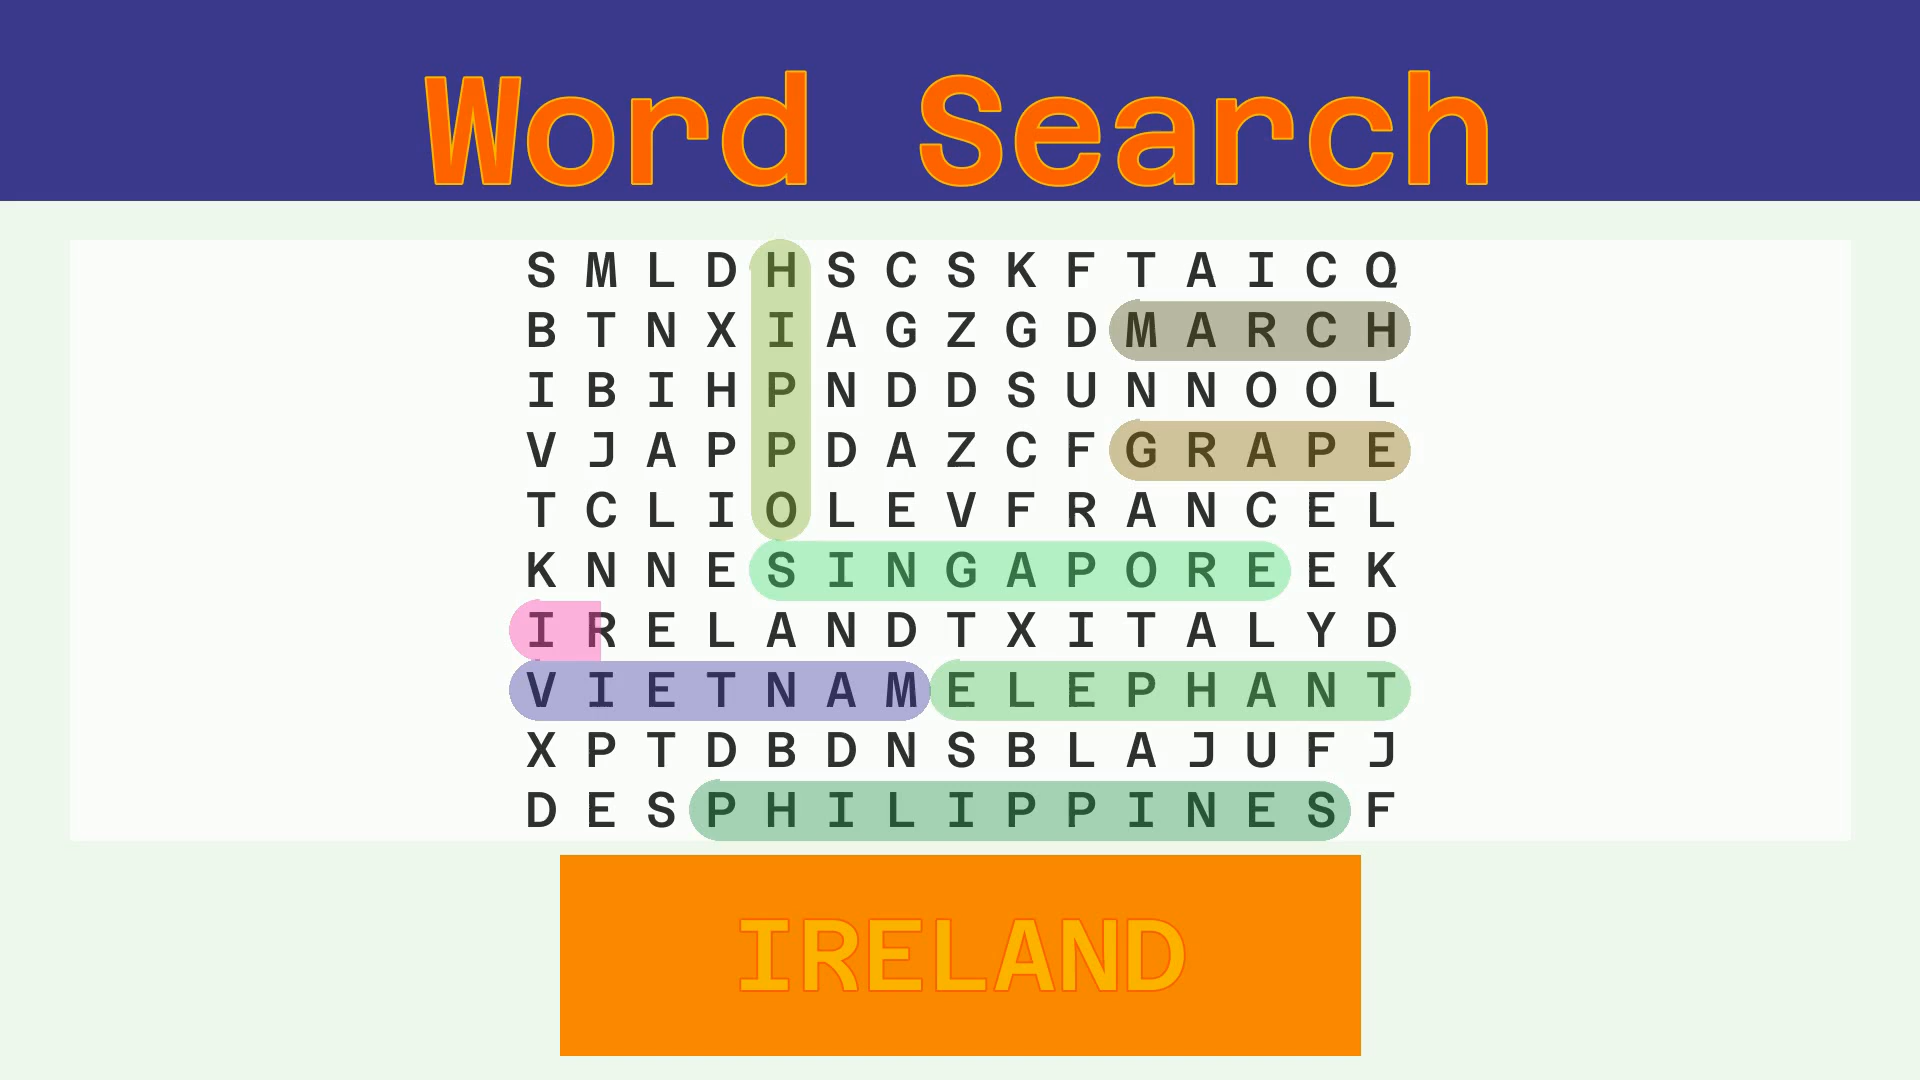 Word Search
S M L D H S C S K F T A I C Q
B T N X I A G Z G D M A R C H
I B I H P N D D S U N N O O L
V J A P P D A Z C F G R A P E
T C L I O L E V F R A N C E L
K N N E S I N G A P O R E E K
I R E L A N D T X I T A L Y D
V I E T N A M E L E P H A N T
X P T D B D N S B L A J U F J
D E S P H I L I P P I N E S F
IRELAND